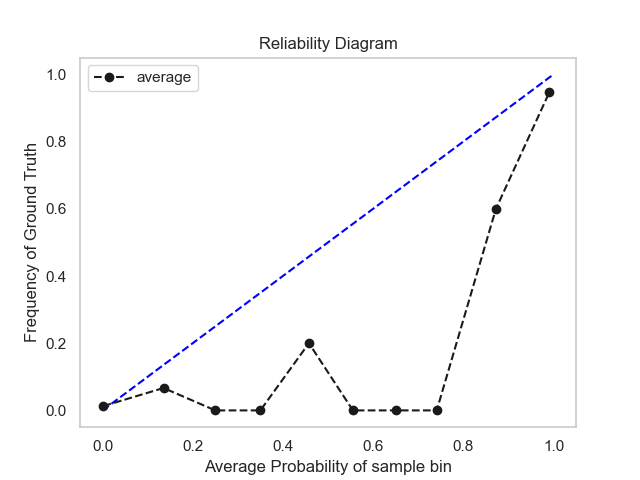 Reliability Diagram
average
Frequency of Ground Truth
1.0
0.8
0.6
0.4
0.2
0.0
0.0 0.2 0.4 0.6 0.8 1.0
Average Probability of sample bin